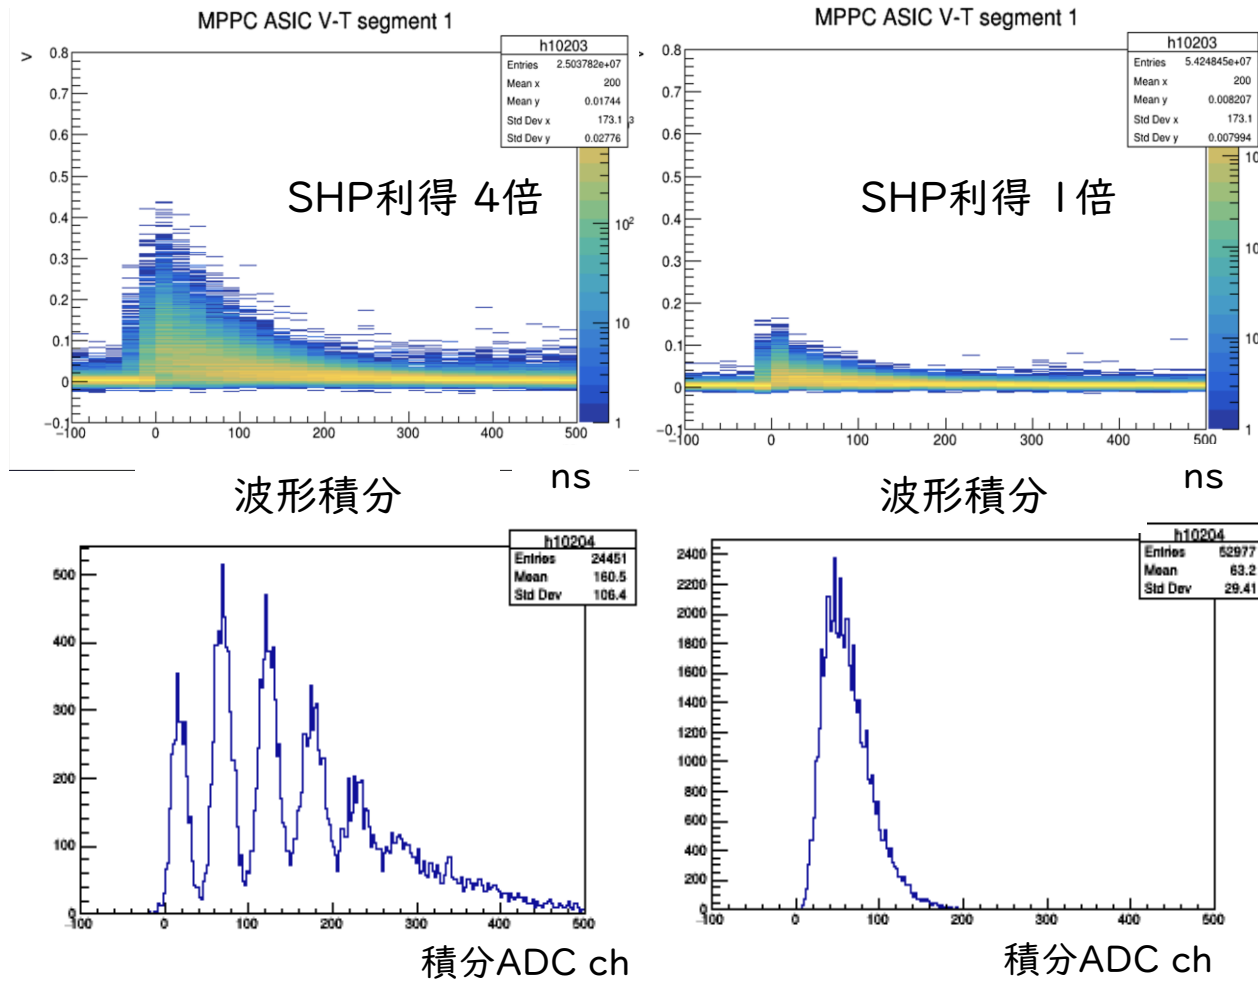 MPPC ASIC V-T segment 1
V
h10203
Entries 2.503782e+07
Mean x 200
Mean y 0.01744
Std Dev x 173.1
Std Dev y 0.02776
0.8
0.7
0.6
0.5
0.4
0.3
0.2
0.1
0
−0.1
−100 0 100 200 300 400 500
10²
10
1
SHP利得 4倍
ns
MPPC ASIC V-T segment 1
h10203
Entries 5.424845e+07
Mean x 200
Mean y 0.008207
Std Dev x 173.1
Std Dev y 0.007994
0.8
0.7
0.6
0.5
0.4
0.3
0.2
0.1
0
−0.1
−100 0 100 200 300 400 500
10
10
10
1
SHP利得 1倍
ns
波形積分
h10204
Entries 24451
Mean 160.5
Std Dev 106.4
500
400
300
200
100
0
−100 0 100 200 300 400 500
積分ADC ch
波形積分
h10204
Entries 52977
Mean 63.2
Std Dev 29.41
2400
2200
2000
1800
1600
1400
1200
1000
800
600
400
200
0
−100 0 100 200 300 400 500
積分ADC ch